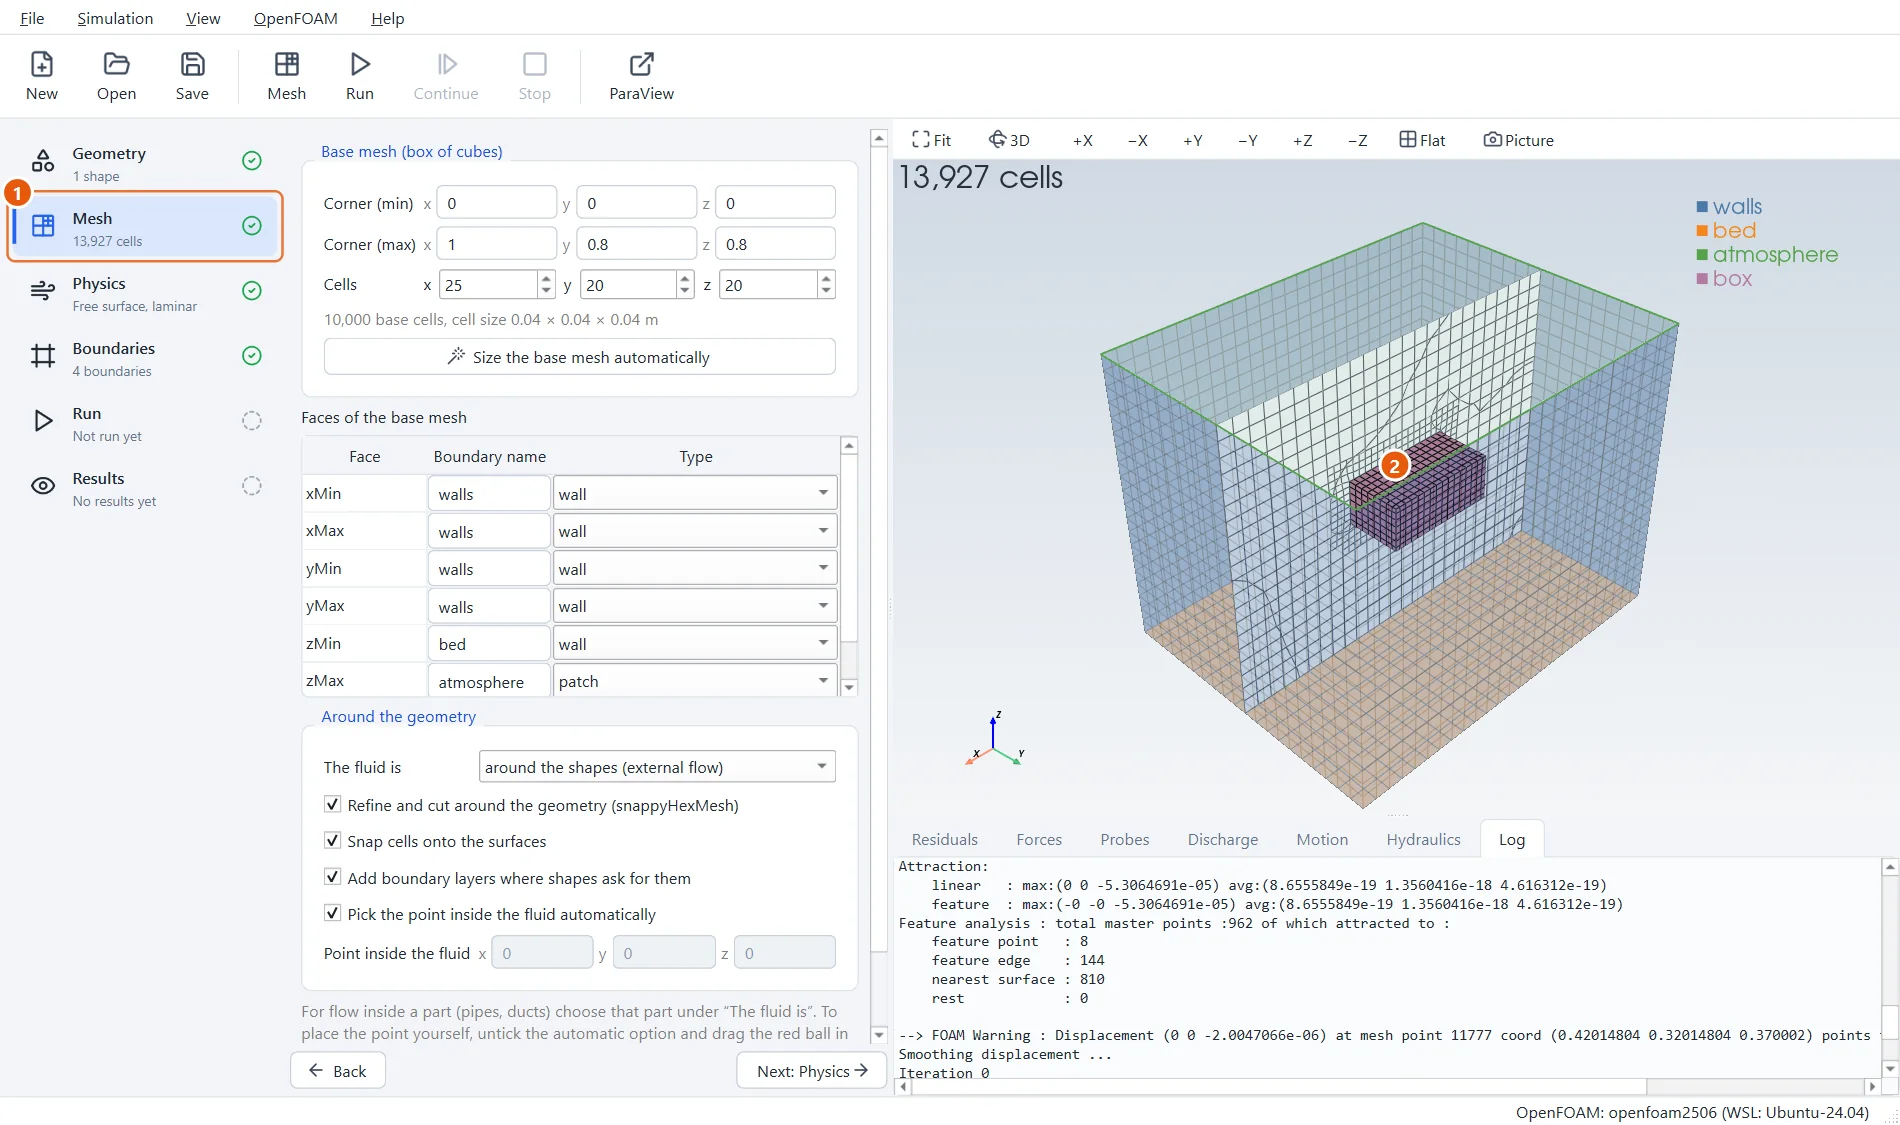 File Simulation View OpenFOAM Help
New Open Save Mesh Run Continue Stop ParaView
Geometry
1 shape
1
Mesh
13,927 cells
Physics
Free surface, laminar
Boundaries
4 boundaries
Run
Not run yet
Results
No results yet
Base mesh (box of cubes)
Corner (min) x 0 y 0 z 0
Corner (max) x 1 y 0.8 z 0.8
Cells x 25 y 20 z 20
10,000 base cells, cell size 0.04 × 0.04 × 0.04 m
Size the base mesh automatically
Faces of the base mesh
Face Boundary name Type
xMin walls wall
xMax walls wall
yMin walls wall
yMax walls wall
zMin bed wall
zMax atmosphere patch
Around the geometry
The fluid is around the shapes (external flow)
Refine and cut around the geometry (snappyHexMesh)
Snap cells onto the surfaces
Add boundary layers where shapes ask for them
Pick the point inside the fluid automatically
Point inside the fluid x 0 y 0 z 0
For flow inside a part (pipes, ducts) choose that part under “The fluid is”. To
place the point yourself, untick the automatic option and drag the red ball in
Back Next: Physics
Fit 3D +X −X +Y −Y +Z −Z Flat Picture
13,927 cells
walls
bed
atmosphere
box
2
Z
X Y
Residuals Forces Probes Discharge Motion Hydraulics Log
Attraction:
linear : max:(0 0 -5.3064691e-05) avg:(8.6555849e-19 1.3560416e-18 4.616312e-19)
feature : max:(-0 -0 -5.3064691e-05) avg:(8.6555849e-19 1.3560416e-18 4.616312e-19)
Feature analysis : total master points :962 of which attracted to :
feature point : 8
feature edge : 144
nearest surface : 810
rest : 0
--> FOAM Warning : Displacement (0 0 -2.0047066e-06) at mesh point 11777 coord (0.42014804 0.32014804 0.370002) points
Smoothing displacement ...
Iteration 0
OpenFOAM: openfoam2506 (WSL: Ubuntu-24.04)